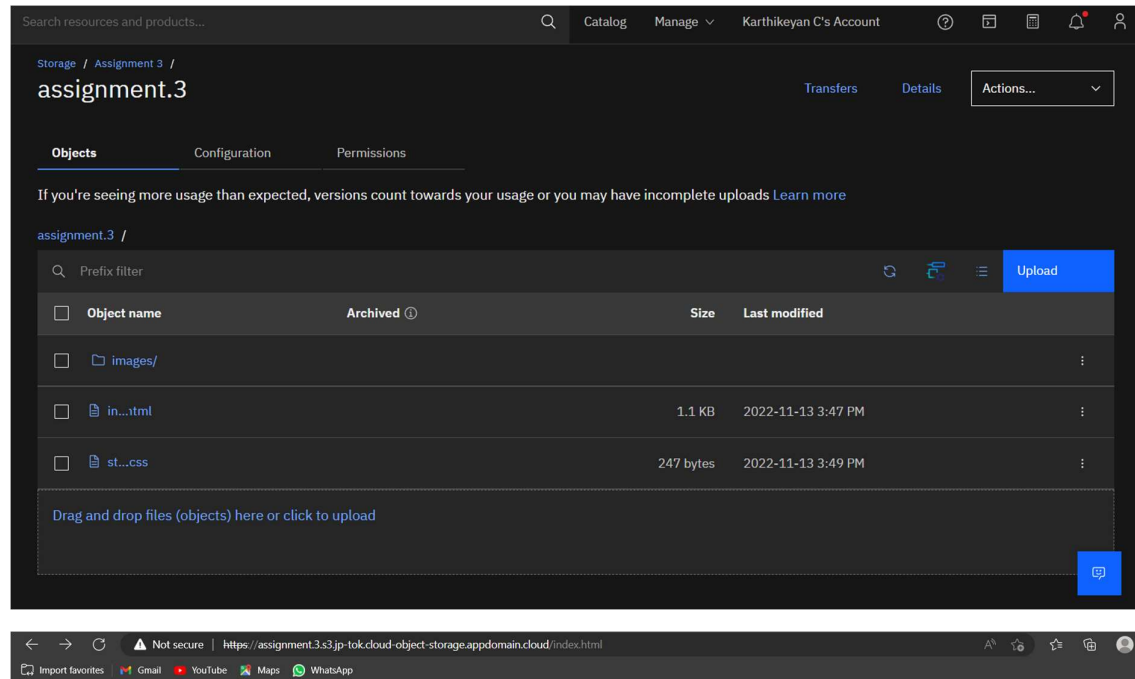 Search resources and products... Catalog Manage Karthikeyan C's Account
Storage / Assignment 3 /
assignment.3 Transfers Details Actions...
Objects Configuration Permissions
If you're seeing more usage than expected, versions count towards your usage or you may have incomplete uploads Learn more
assignment.3 /
Prefix filter Upload
Object name Archived Size Last modified
images/
in...html 1.1 KB 2022-11-13 3:47 PM
st...css 247 bytes 2022-11-13 3:49 PM
Drag and drop files (objects) here or click to upload
Not secure | https://assignment.3.s3.jp-tok.cloud-object-storage.appdomain.cloud/index.html
Import favorites Gmail YouTube Maps WhatsApp